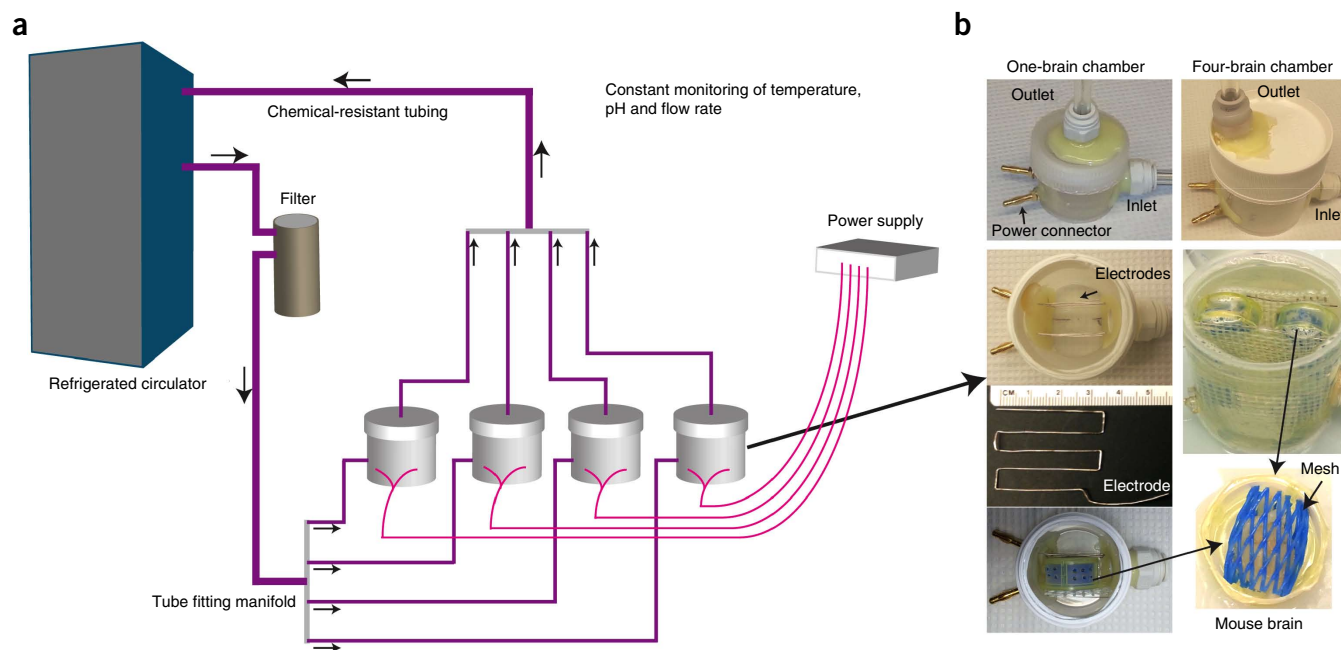 a
Chemical-resistant tubing
Constant monitoring of temperature,
pH and flow rate
Filter
Power supply
Refrigerated circulator
Tube fitting manifold
b
One-brain chamber
Four-brain chamber
Outlet
Outlet
Inlet
Inlet
Power connector
Electrodes
CM 1 2 3 4 5
Electrode
Mesh
Mouse brain